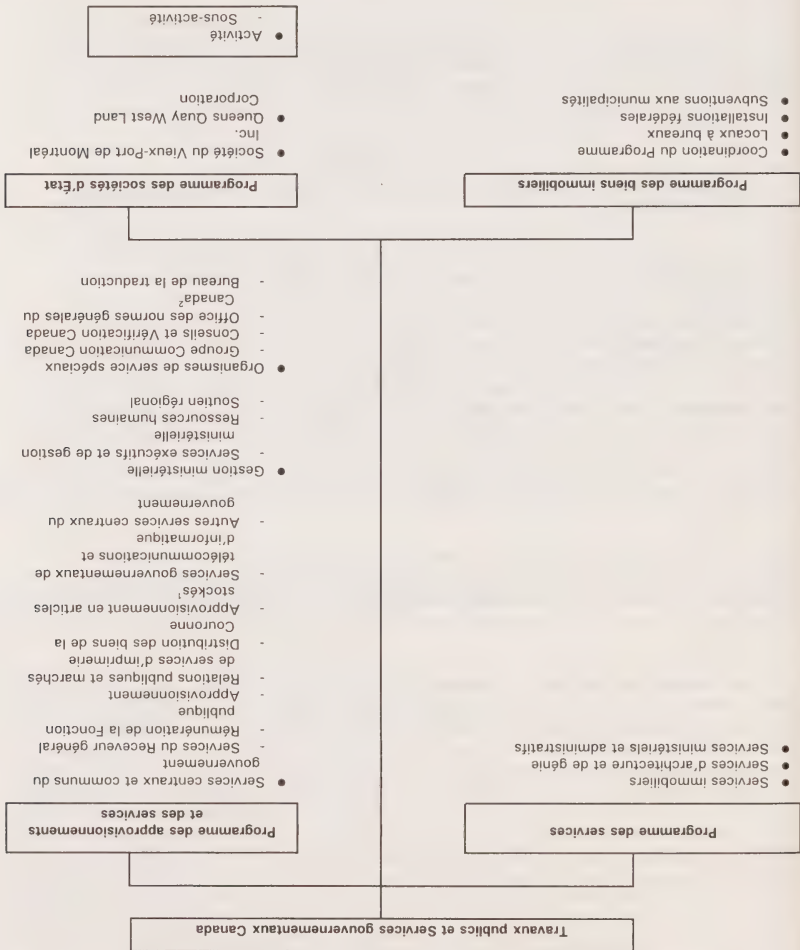 Travaux publics et Services gouvernementaux Canada
Programme des services
● Services immobiliers
● Services d'architecture et de génie
● Services ministériels et administratifs
Programme des approvisionnements
et des services
● Services centraux et communs du
gouvernement
- Services du Receveur général
- Rémunération de la Fonction
publique
- Approvisionnement
- Relations publiques et marchés
de services d'imprimerie
- Distribution des biens de la
Couronne
- Approvisionnement en articles
stockés¹
- Services gouvernementaux de
télécommunications et
d'informatique
- Autres services centraux du
gouvernement
● Gestion ministérielle
- Services exécutifs et de gestion
ministérielle
- Ressources humaines
- Soutien régional
● Organismes de service spéciaux
- Groupe Communication Canada
- Conseils et Vérification Canada
- Office des normes générales du
Canada²
- Bureau de la traduction
Programme des biens immobiliers
● Coordination du Programme
● Locaux à bureaux
● Installations fédérales
● Subventions aux municipalités
Programme des sociétés d'État
● Société du Vieux-Port de Montréal
Inc.
● Queens Quay West Land
Corporation
● Activité
- Sous-activité